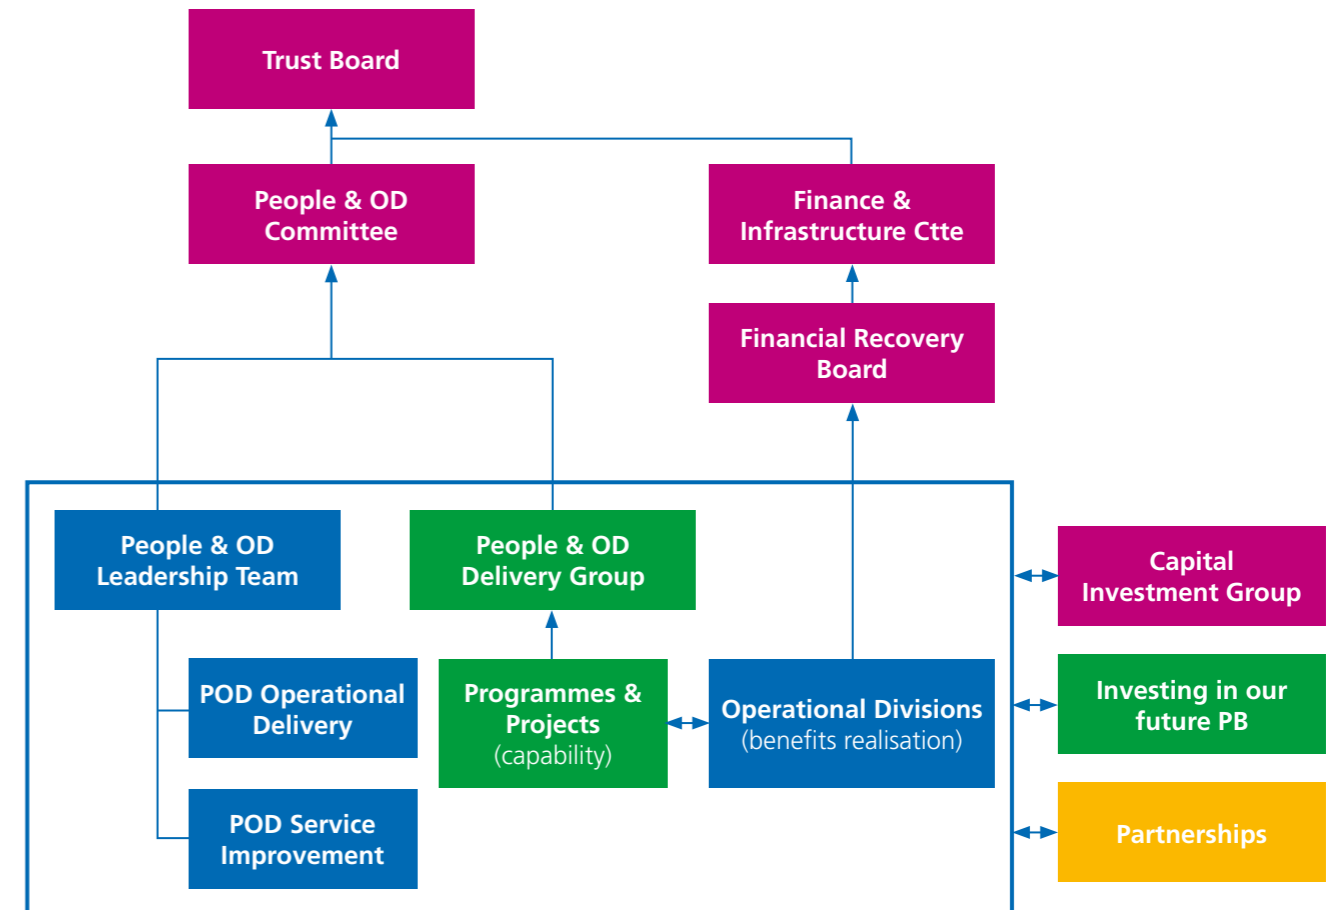 Trust Board
People & OD
Committee
Finance &
Infrastructure Ctte
Financial Recovery
Board
People & OD
Leadership Team
People & OD
Delivery Group
Capital
Investment Group
POD Operational
Delivery
Programmes &
Projects
(capability)
Operational Divisions
(benefits realisation)
Investing in our
future PB
POD Service
Improvement
Partnerships